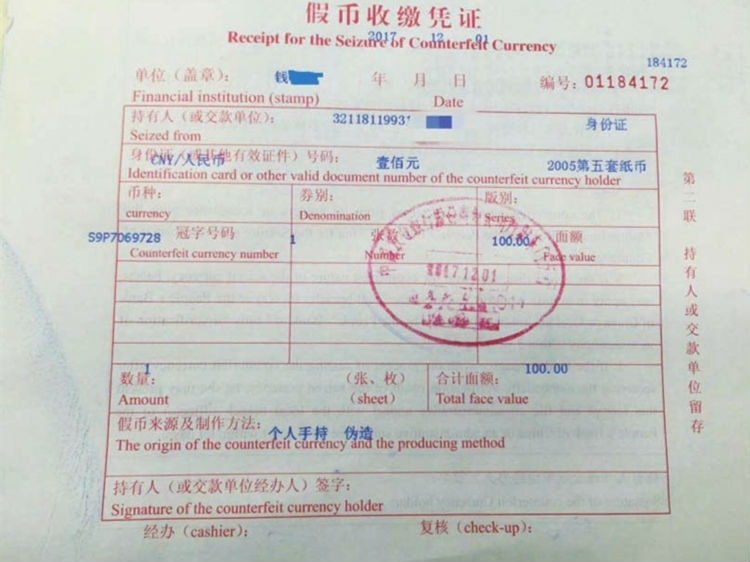 假币收缴凭证
Receipt for the Seizure of Counterfeit Currency
2017 12 01
184172
单位（盖章）： 钱 年 月 日 编号：01184172
Financial institution (stamp) Date
持有人（或交款单位）： 3211811993 身份证
Seized from
身份证（或其他有效证件）号码：
CNY/人民币 壹佰元 2005第五套纸币
Identification card or other valid document number of the counterfeit currency holder
币种： 券别： 版别：
currency Denomination Series
S9P7069728 冠字号码 1 张数 100.00 面额
Counterfeit currency number Number Face value
2017.12.01
1 100.00
数量： （张、枚） 合计面额：
Amount (sheet) Total face value
假币来源及制作方法： 个人手持 伪造
The origin of the counterfeit currency and the producing method
持有人（或交款单位经办人）签字：
Signature of the counterfeit currency holder
经办（cashier）： 复核（check-up）：
第二联 持有人或交款单位留存